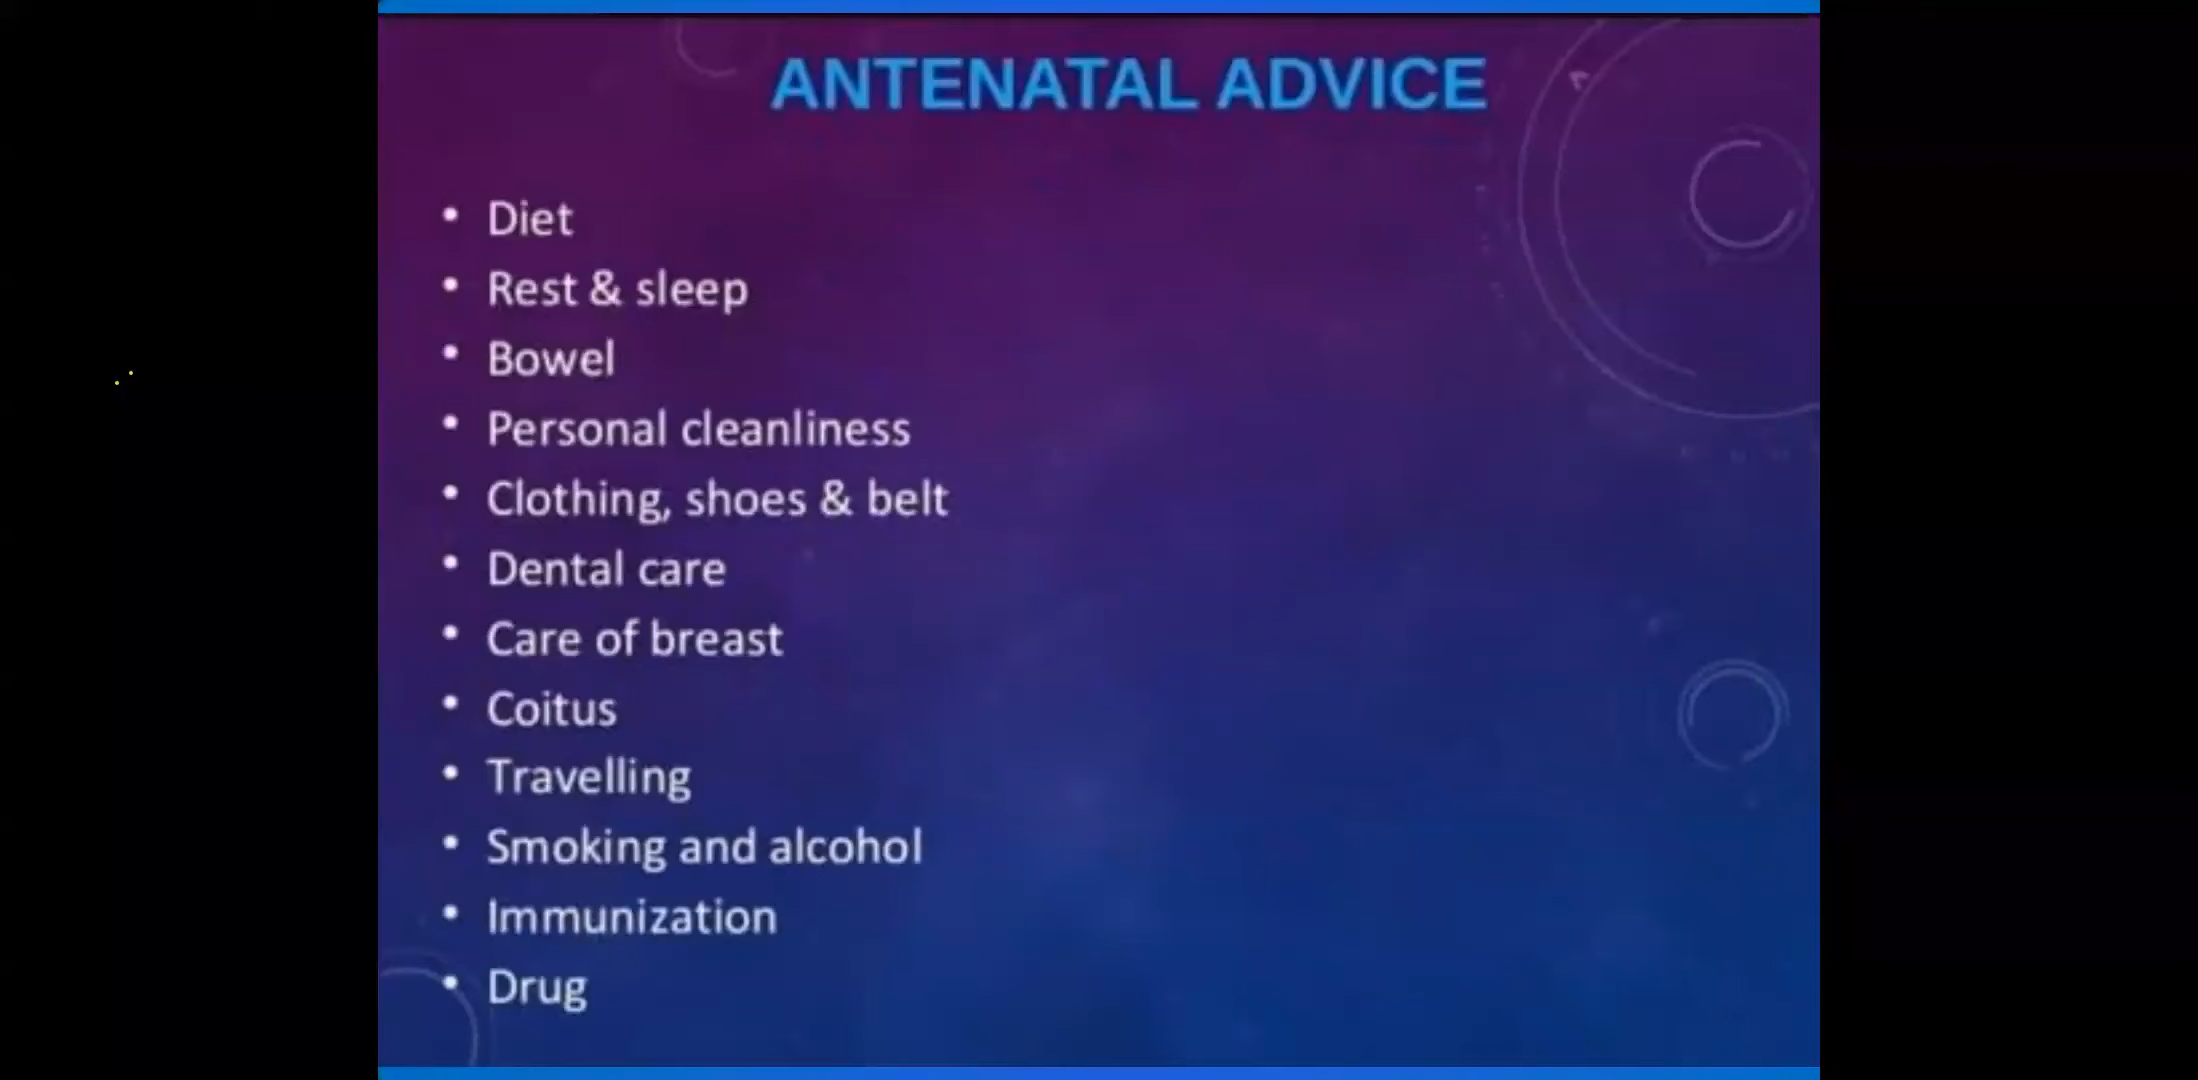 ANTENATAL ADVICE
• Diet
• Rest & sleep
• Bowel
• Personal cleanliness
• Clothing, shoes & belt
• Dental care
• Care of breast
• Coitus
• Travelling
• Smoking and alcohol
• Immunization
• Drug